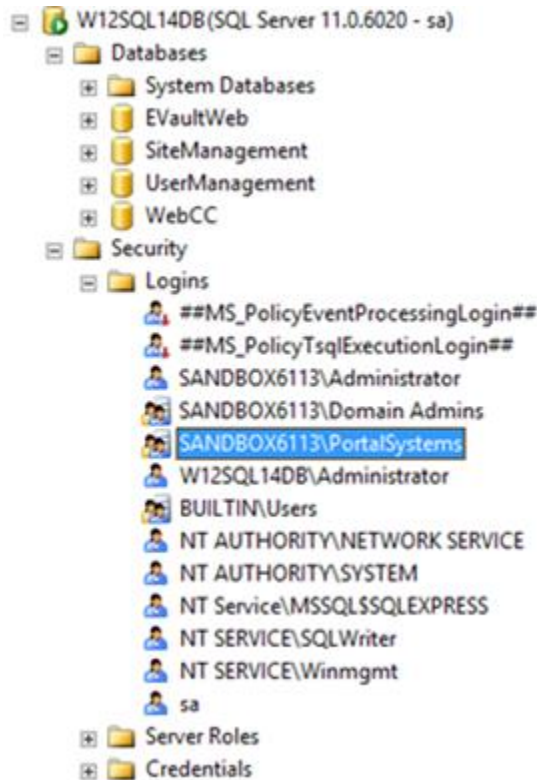 W12SQL14DB(SQL Server 11.0.6020 - sa)
Databases
System Databases
EVaultWeb
SiteManagement
UserManagement
WebCC
Security
Logins
##MS_PolicyEventProcessingLogin##
##MS_PolicyTsqlExecutionLogin##
SANDBOX6113\Administrator
SANDBOX6113\Domain Admins
SANDBOX6113\PortalSystems
W12SQL14DB\Administrator
BUILTIN\Users
NT AUTHORITY\NETWORK SERVICE
NT AUTHORITY\SYSTEM
NT Service\MSSQL$SQLEXPRESS
NT SERVICE\SQLWriter
NT SERVICE\Winmgmt
sa
Server Roles
Credentials